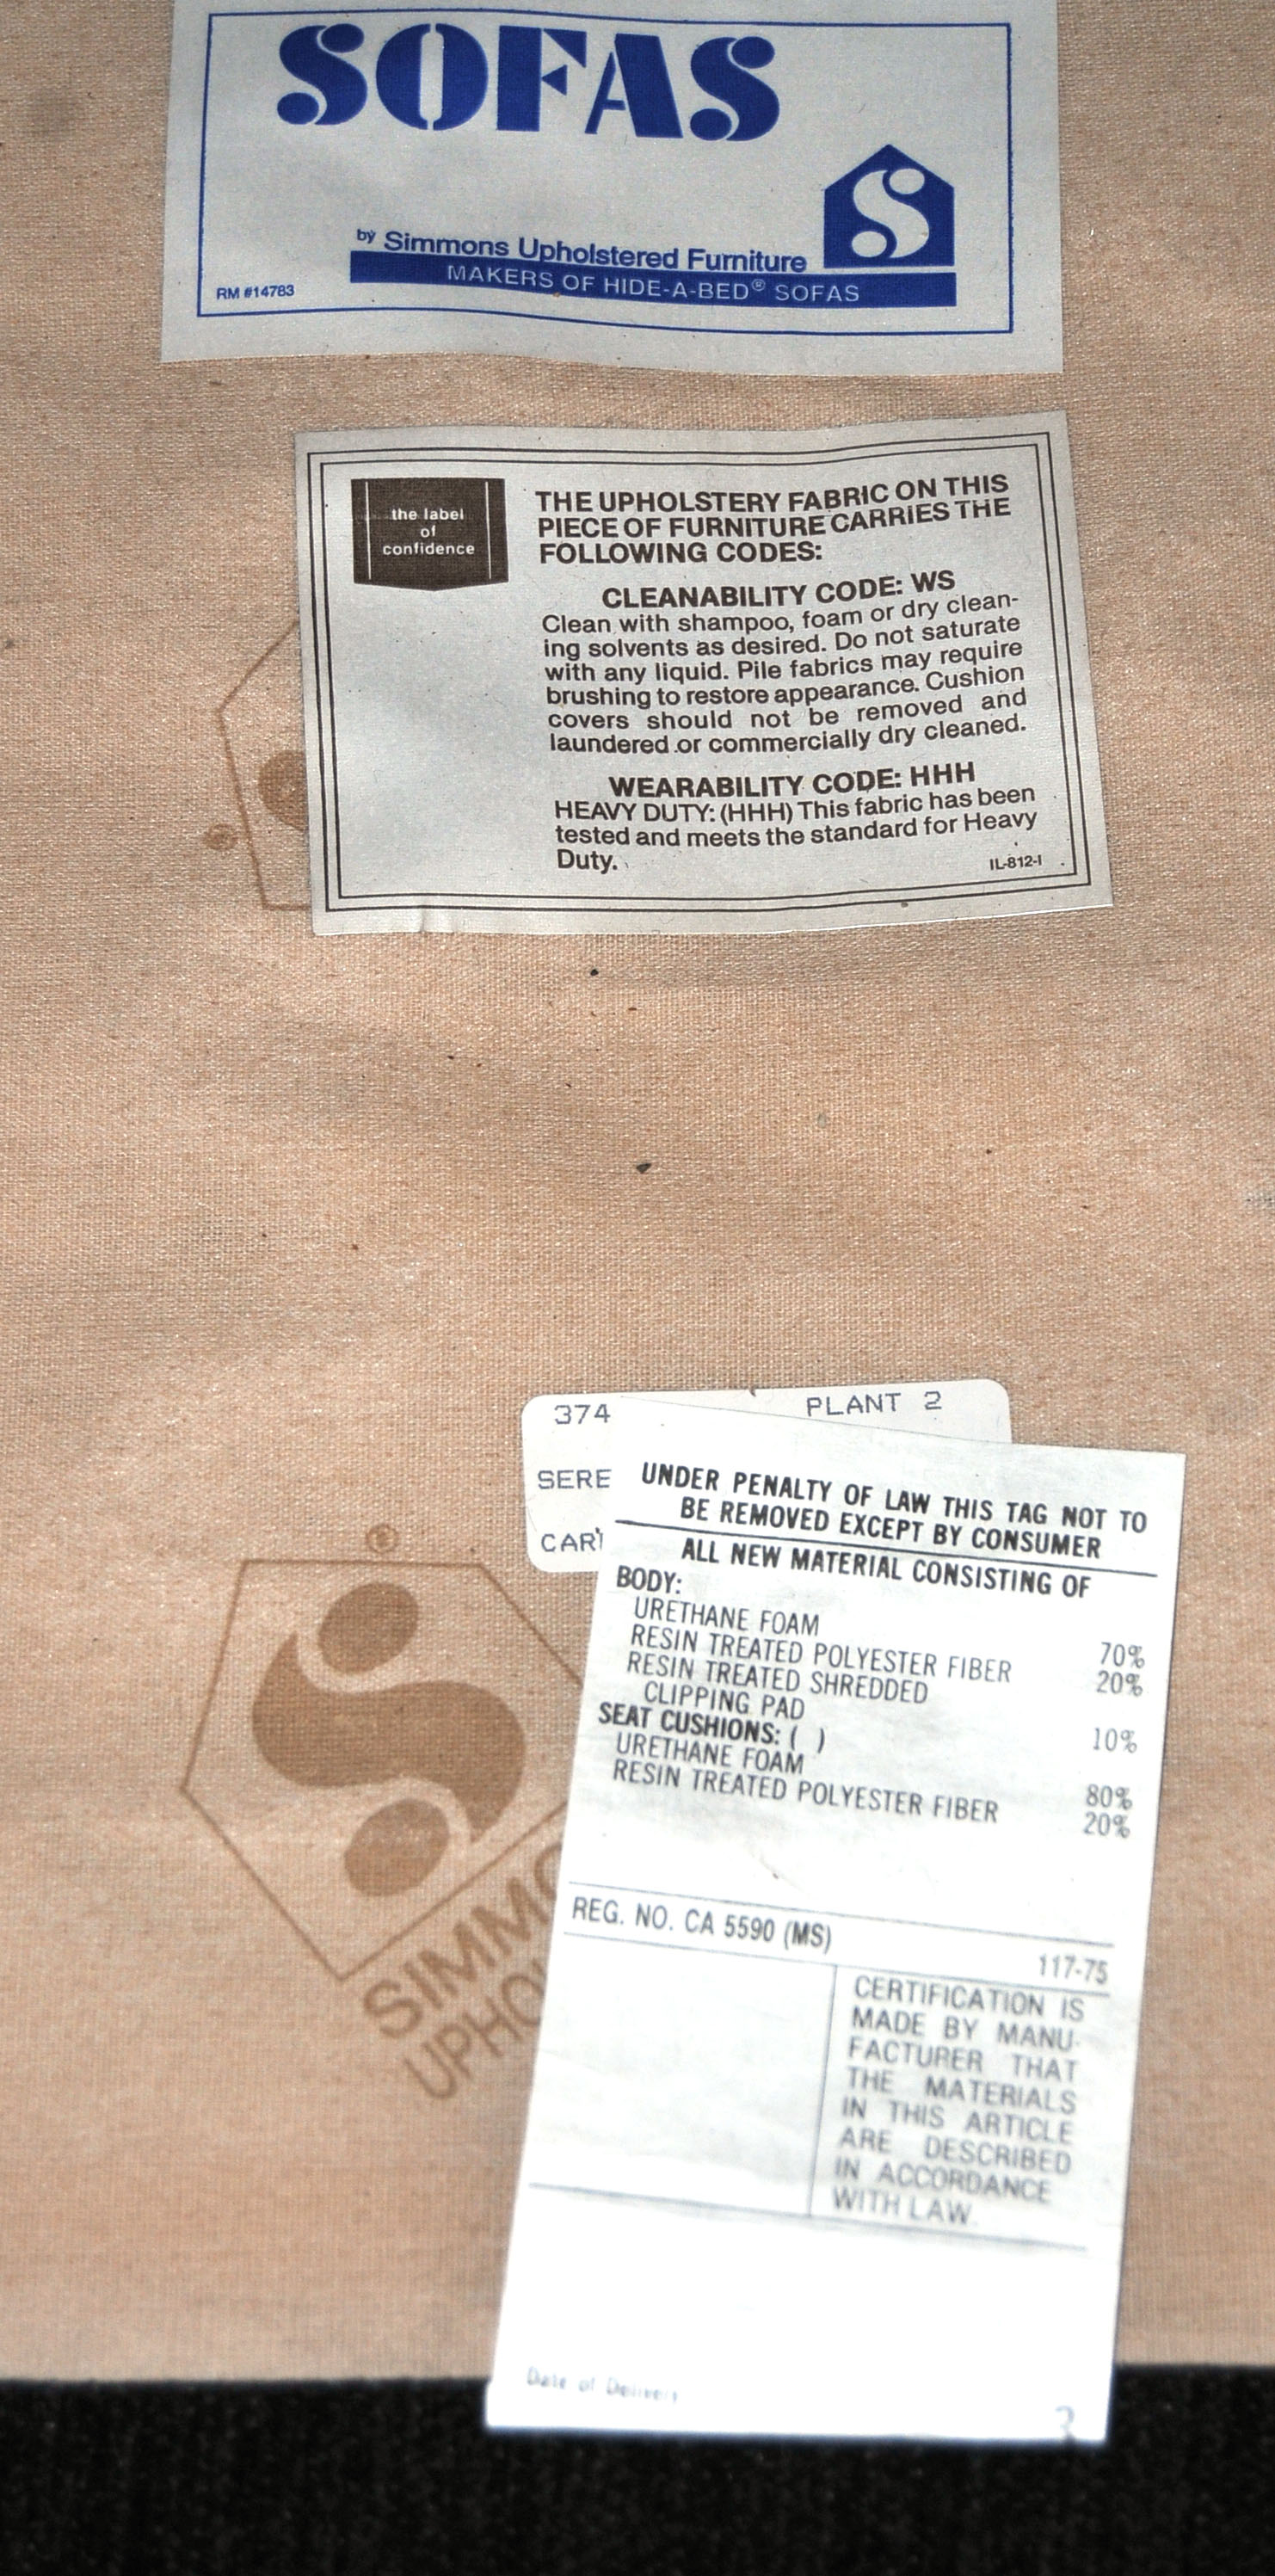 SOFAS
by Simmons Upholstered Furniture
MAKERS OF HIDE-A-BED® SOFAS
RM #14783
the label
of
confidence
THE UPHOLSTERY FABRIC ON THIS
PIECE OF FURNITURE CARRIES THE
FOLLOWING CODES:
CLEANABILITY CODE: WS
Clean with shampoo, foam or dry clean-
ing solvents as desired. Do not saturate
with any liquid. Pile fabrics may require
brushing to restore appearance. Cushion
covers should not be removed and
laundered or commercially dry cleaned.
WEARABILITY CODE: HHH
HEAVY DUTY: (HHH) This fabric has been
tested and meets the standard for Heavy
Duty.
IL-812-I
374 PLANT 2
SERE
CAR
UNDER PENALTY OF LAW THIS TAG NOT TO
BE REMOVED EXCEPT BY CONSUMER
ALL NEW MATERIAL CONSISTING OF
BODY:
URETHANE FOAM 70%
RESIN TREATED POLYESTER FIBER 20%
RESIN TREATED SHREDDED
CLIPPING PAD 10%
SEAT CUSHIONS: ( )
URETHANE FOAM 80%
RESIN TREATED POLYESTER FIBER 20%
REG. NO. CA 5590 (MS)
117-75
CERTIFICATION IS
MADE BY MANU-
FACTURER THAT
THE MATERIALS
IN THIS ARTICLE
ARE DESCRIBED
IN ACCORDANCE
WITH LAW.
Date of Delivery
3
®
SIMMO
UPHO